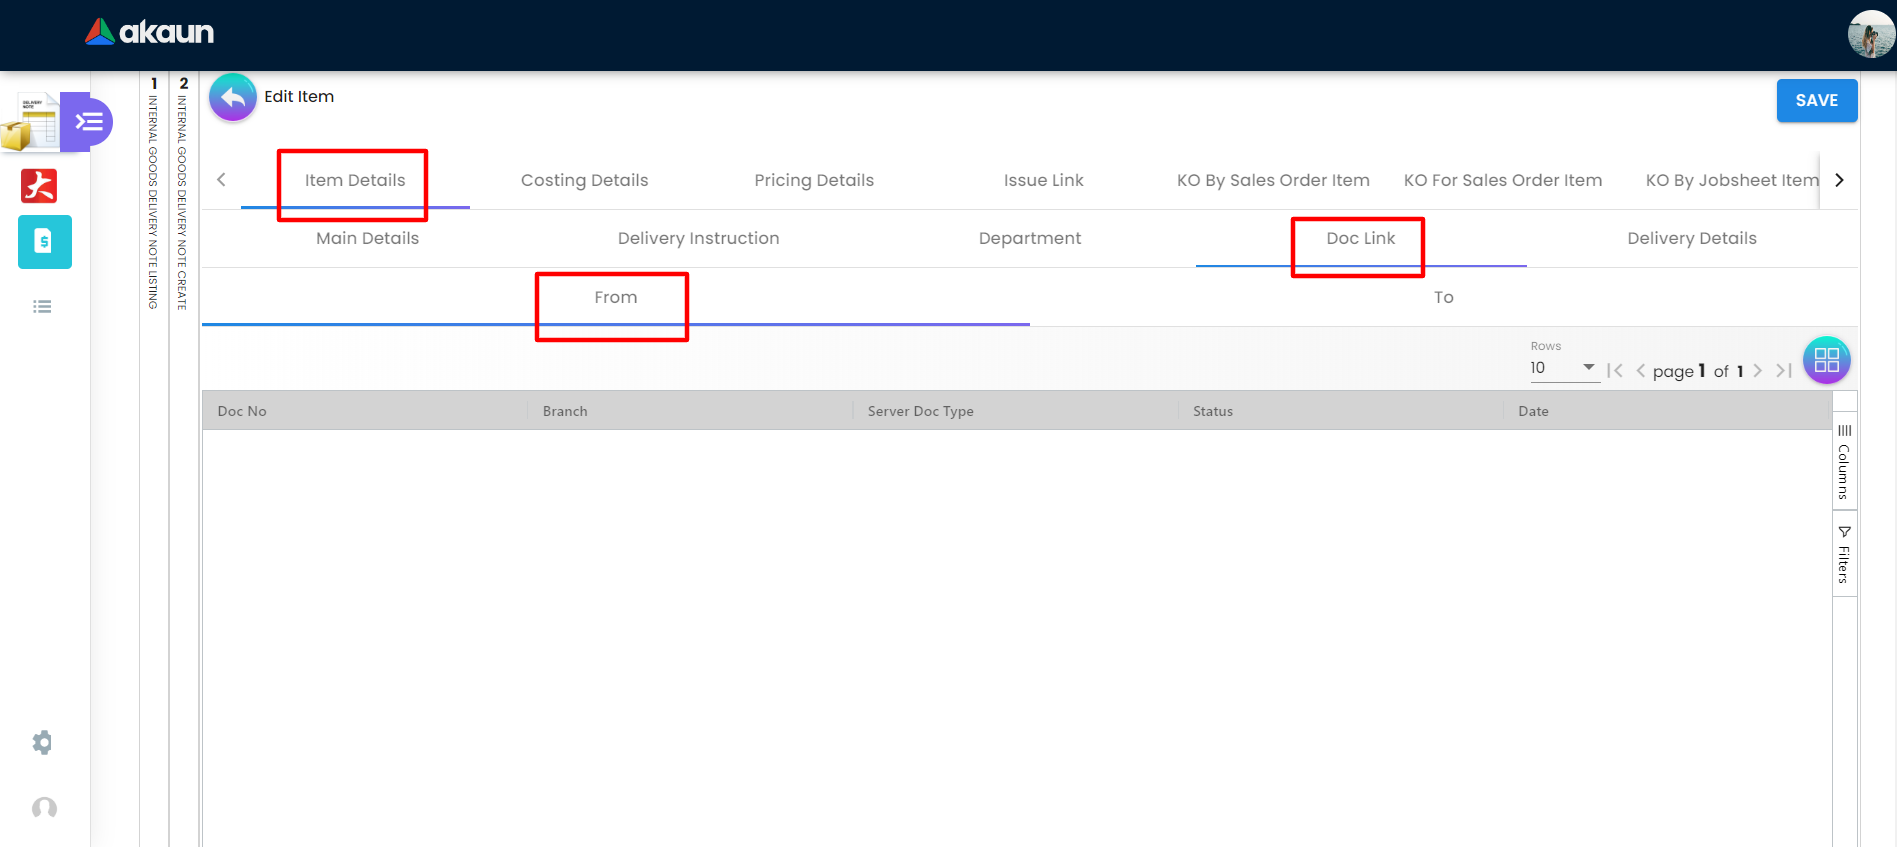 akaun
DELIVERY
NOTE
1 INTERNAL GOODS DELIVERY NOTE LISTING
2 INTERNAL GOODS DELIVERY NOTE CREATE
Edit Item
SAVE
Item Details Costing Details Pricing Details Issue Link KO By Sales Order Item KO For Sales Order Item KO By Jobsheet Item
Main Details Delivery Instruction Department Doc Link Delivery Details
From To
Rows
10 page 1 of 1
Doc No Branch Server Doc Type Status Date
Columns
Filters